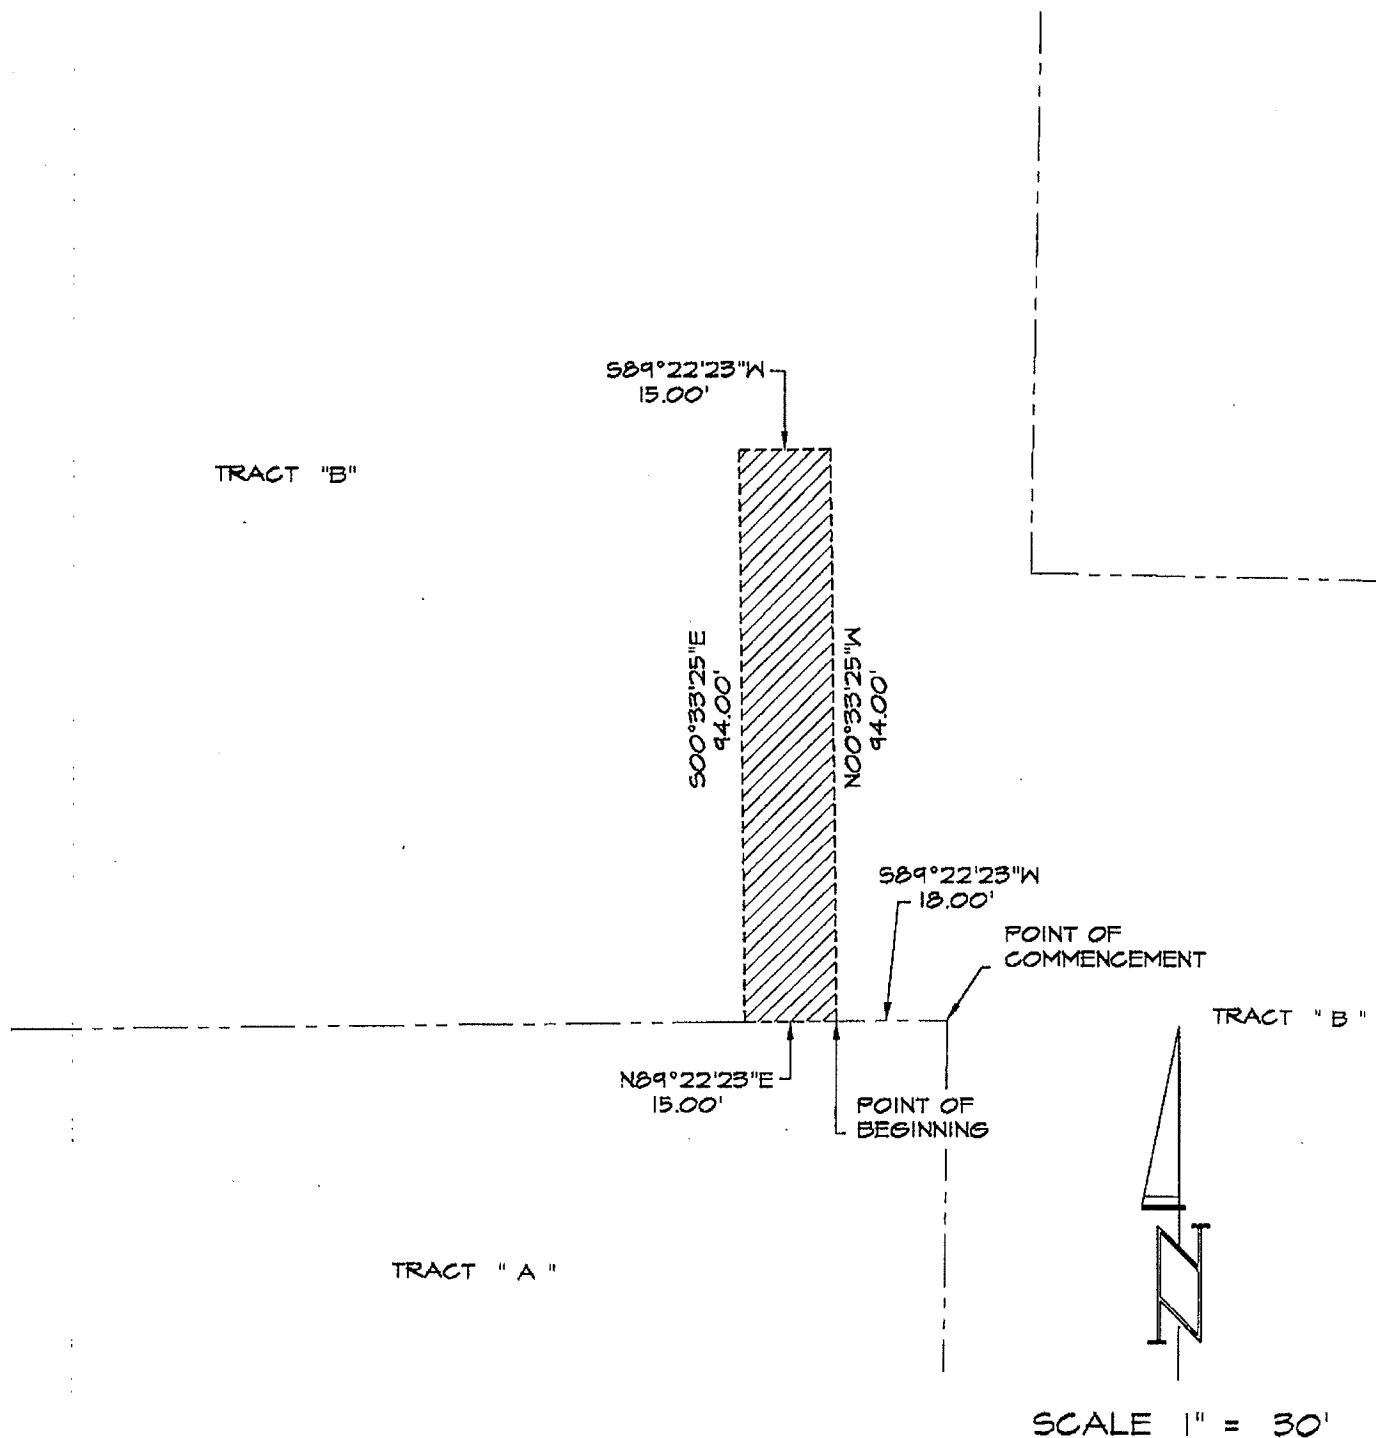 S89°22'23"W
15.00'
TRACT "B"
S00°33'25"E
94.00'
N00°33'25"W
94.00'
S89°22'23"W
18.00'
POINT OF
COMMENCEMENT
TRACT "B"
N89°22'23"E
15.00'
POINT OF
BEGINNING
TRACT "A"
N
SCALE 1" = 30'